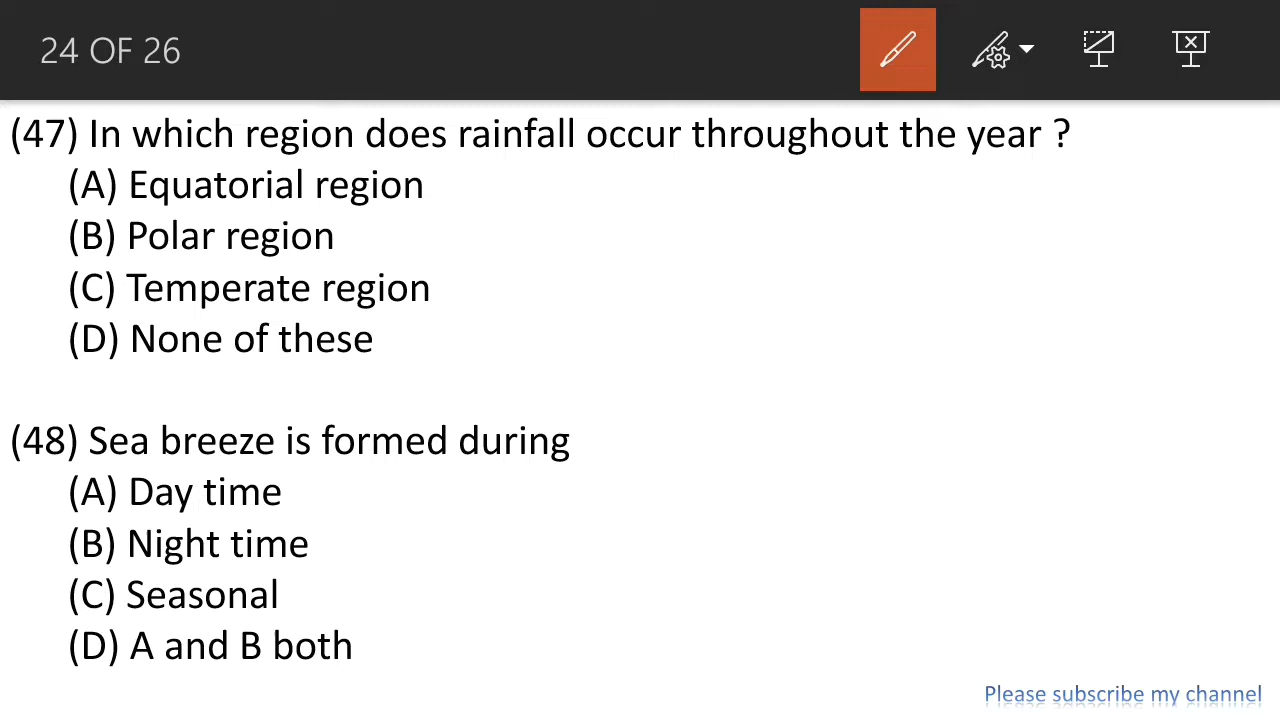 24 OF 26
(47) In which region does rainfall occur throughout the year ?
(A) Equatorial region
(B) Polar region
(C) Temperate region
(D) None of these
(48) Sea breeze is formed during
(A) Day time
(B) Night time
(C) Seasonal
(D) A and B both
Please subscribe my channel